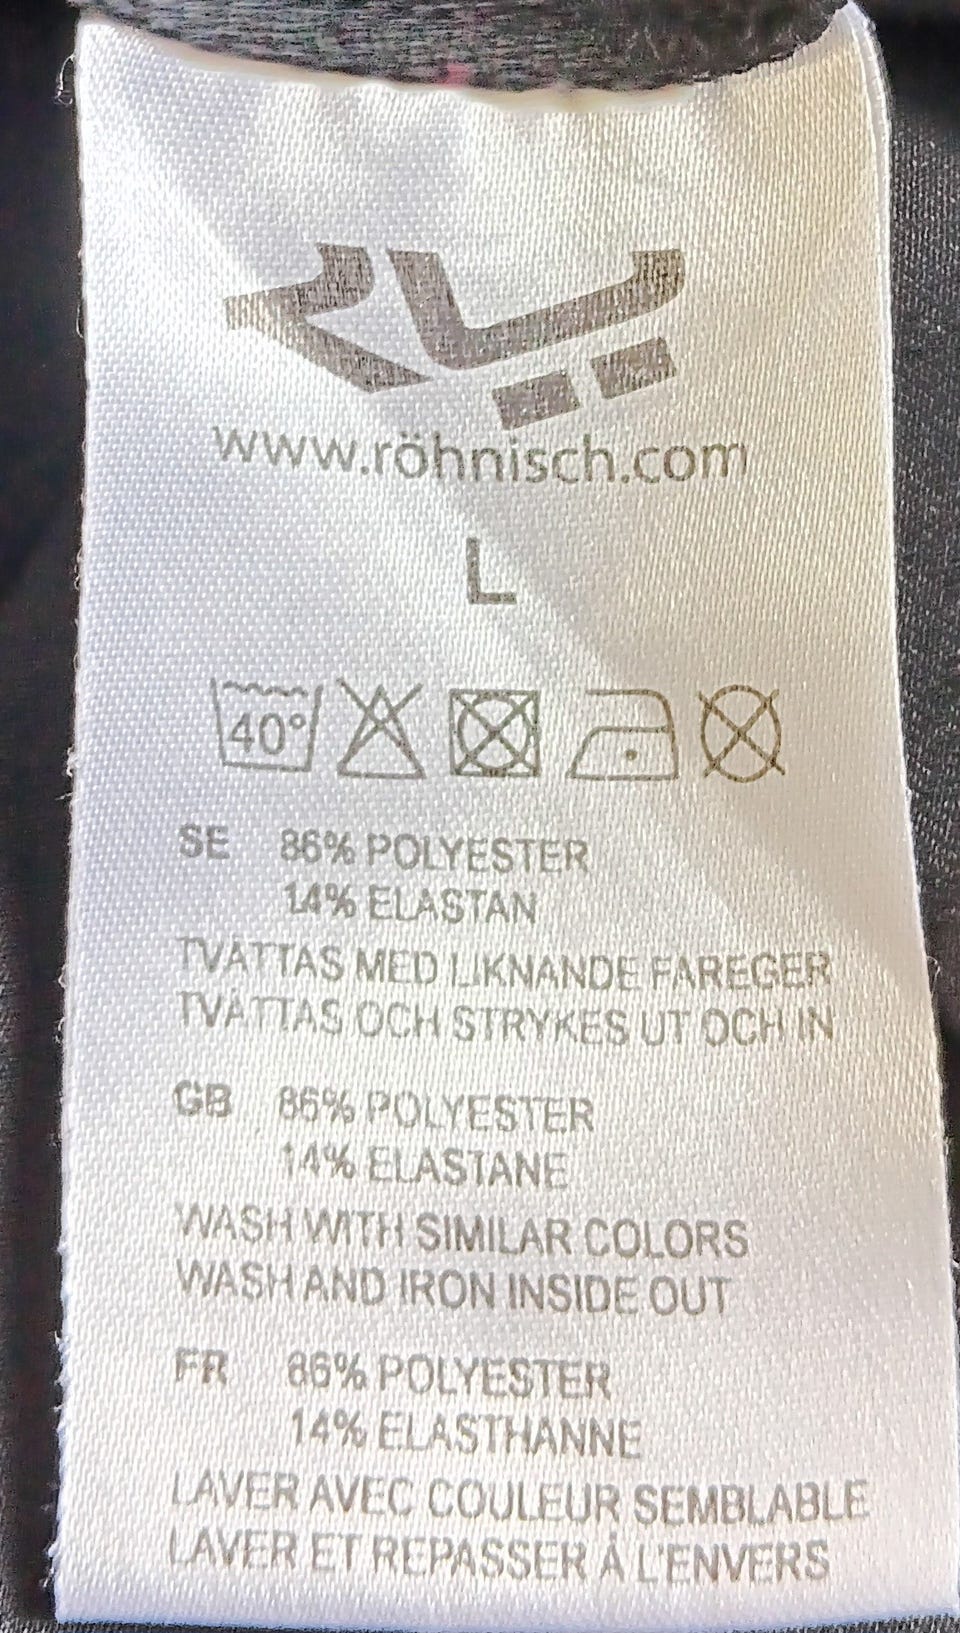 www.röhnisch.com
L
40°
SE 86% POLYESTER
14% ELASTAN
TVÄTTAS MED LIKNANDE FAREGER
TVÄTTAS OCH STRYKES UT OCH IN
GB 86% POLYESTER
14% ELASTANE
WASH WITH SIMILAR COLORS
WASH AND IRON INSIDE OUT
FR 86% POLYESTER
14% ELASTHANNE
LAVER AVEC COULEUR SEMBLABLE
LAVER ET REPASSER À L'ENVERS